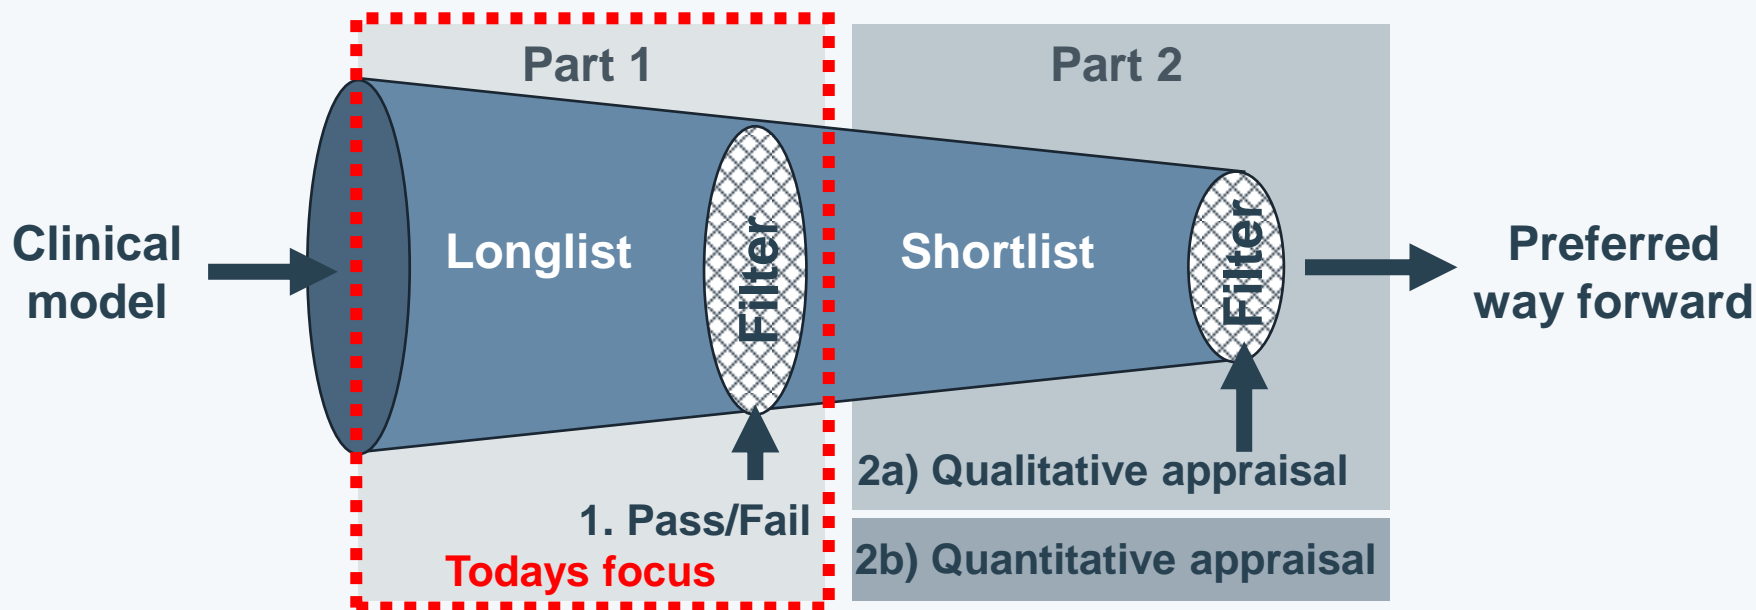 Part 1
Part 2
Clinical
model
Longlist
Filter
Shortlist
Filter
Preferred
way forward
1. Pass/Fail
Todays focus
2a) Qualitative appraisal
2b) Quantitative appraisal